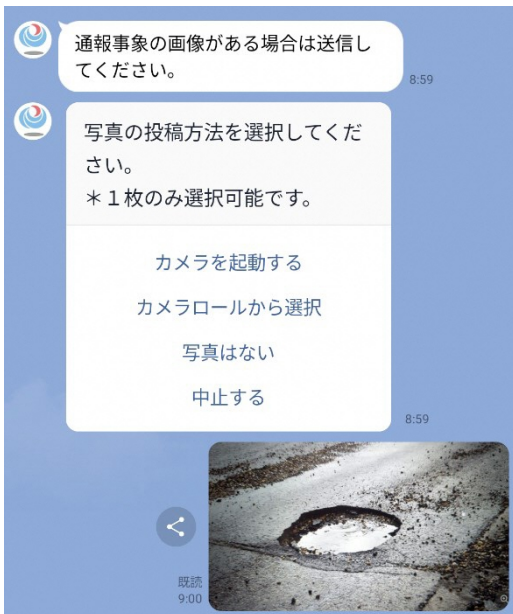 通報事象の画像がある場合は送信し
てください。
8:59
写真の投稿方法を選択してくだ
さい。
＊１枚のみ選択可能です。
カメラを起動する
カメラロールから選択
写真はない
中止する
8:59
既読
9:00